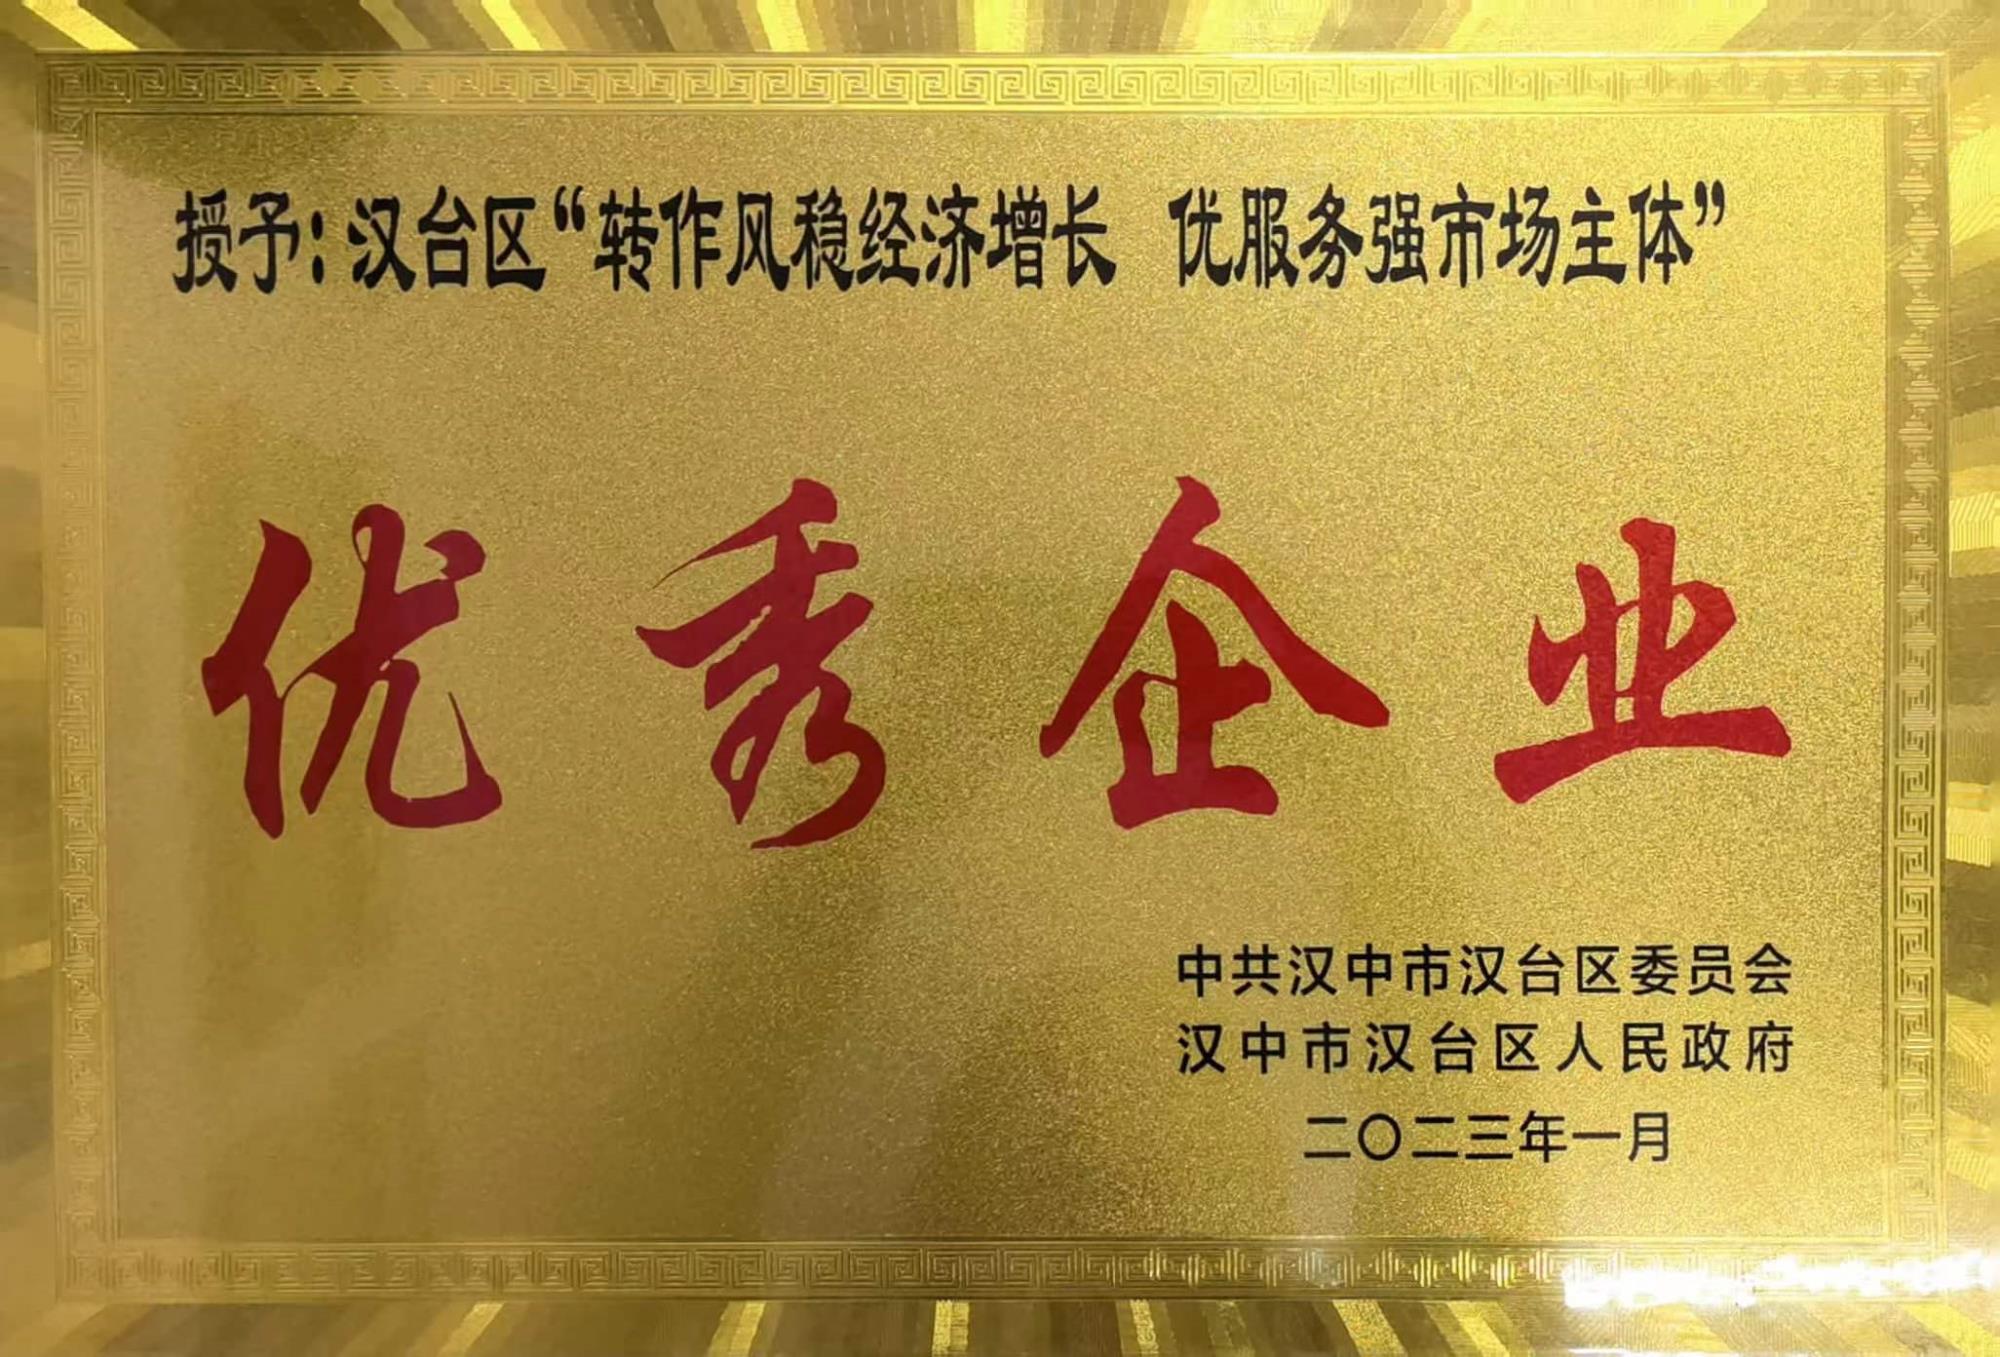 授予：汉台区“转作风稳经济增长 优服务强市场主体”
优秀企业
中共汉中市汉台区委员会
汉中市汉台区人民政府
二〇二三年一月